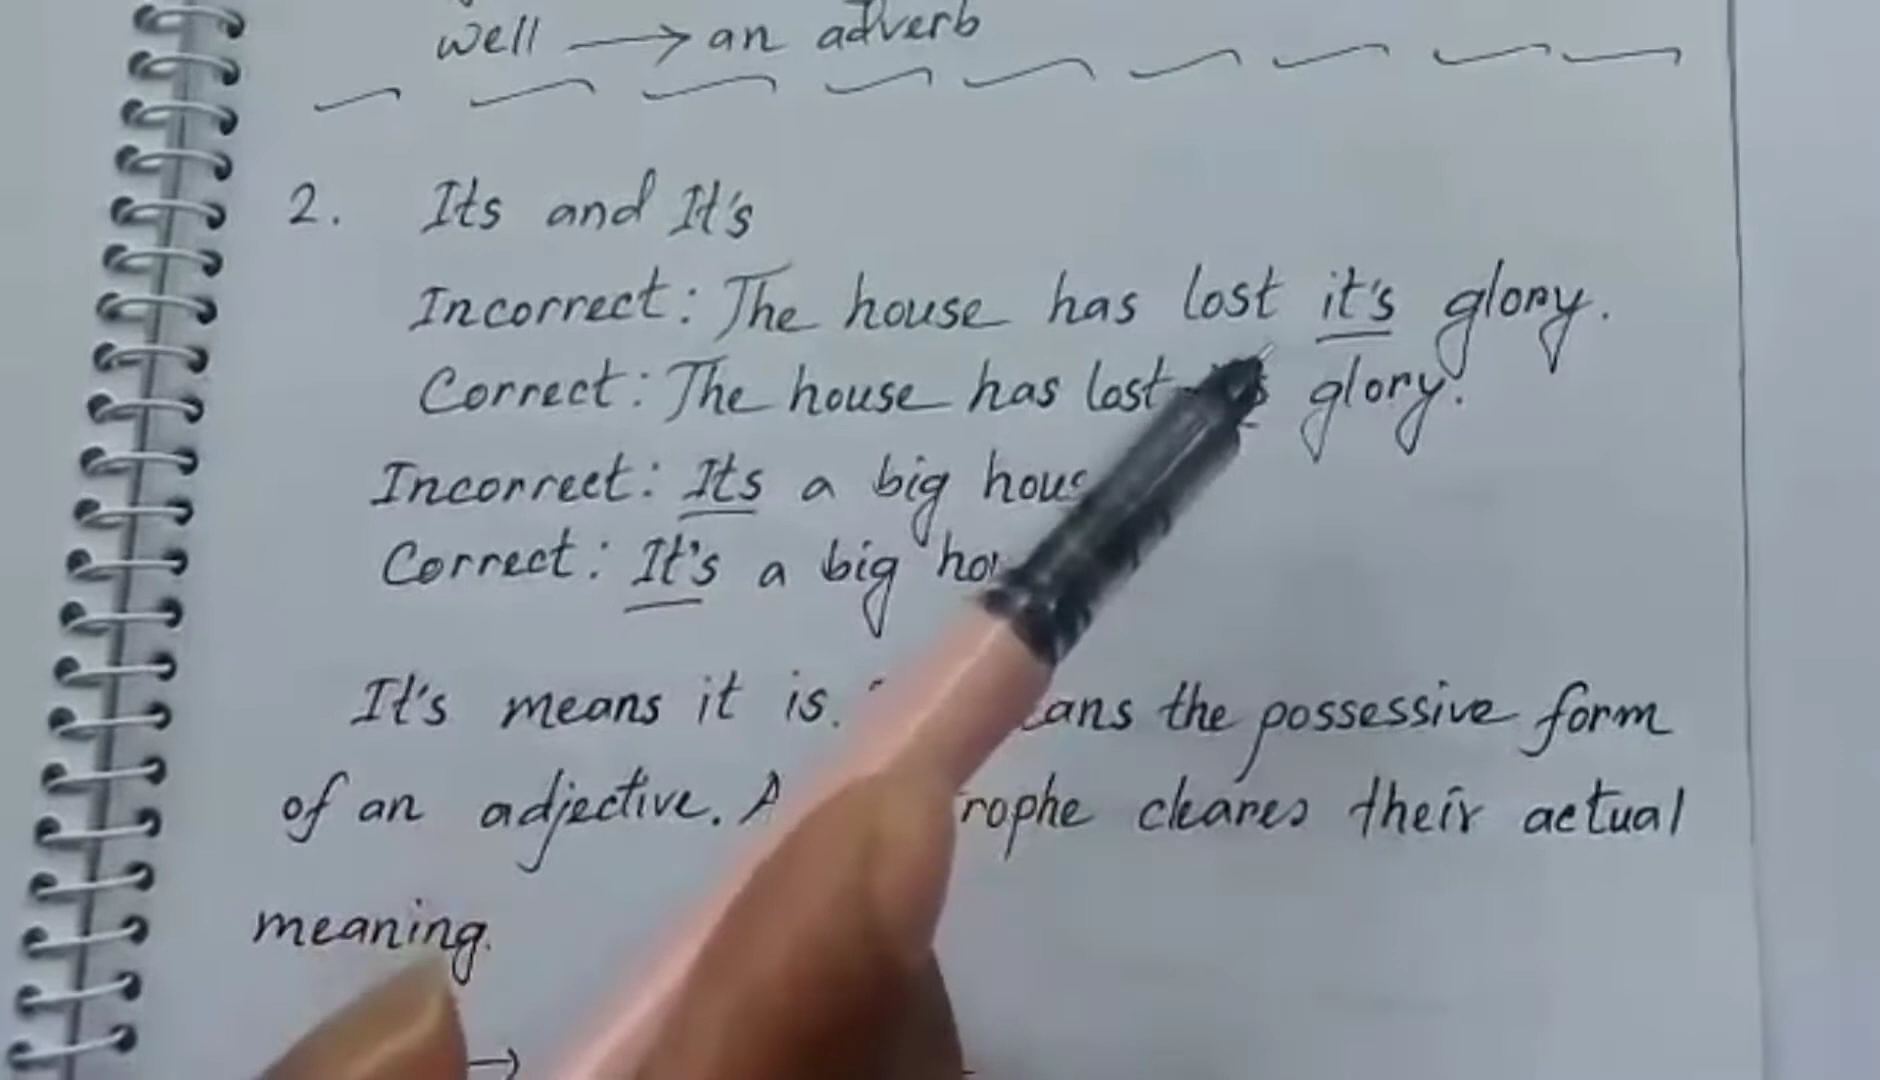 well → an adverb
2. Its and It's
Incorrect: The house has lost it's glory.
Correct: The house has lost glory.
Incorrect: Its a big
Correct: It's a big
It's means it is. the possessive form
of an adjective. cleares their actual
meaning.
→